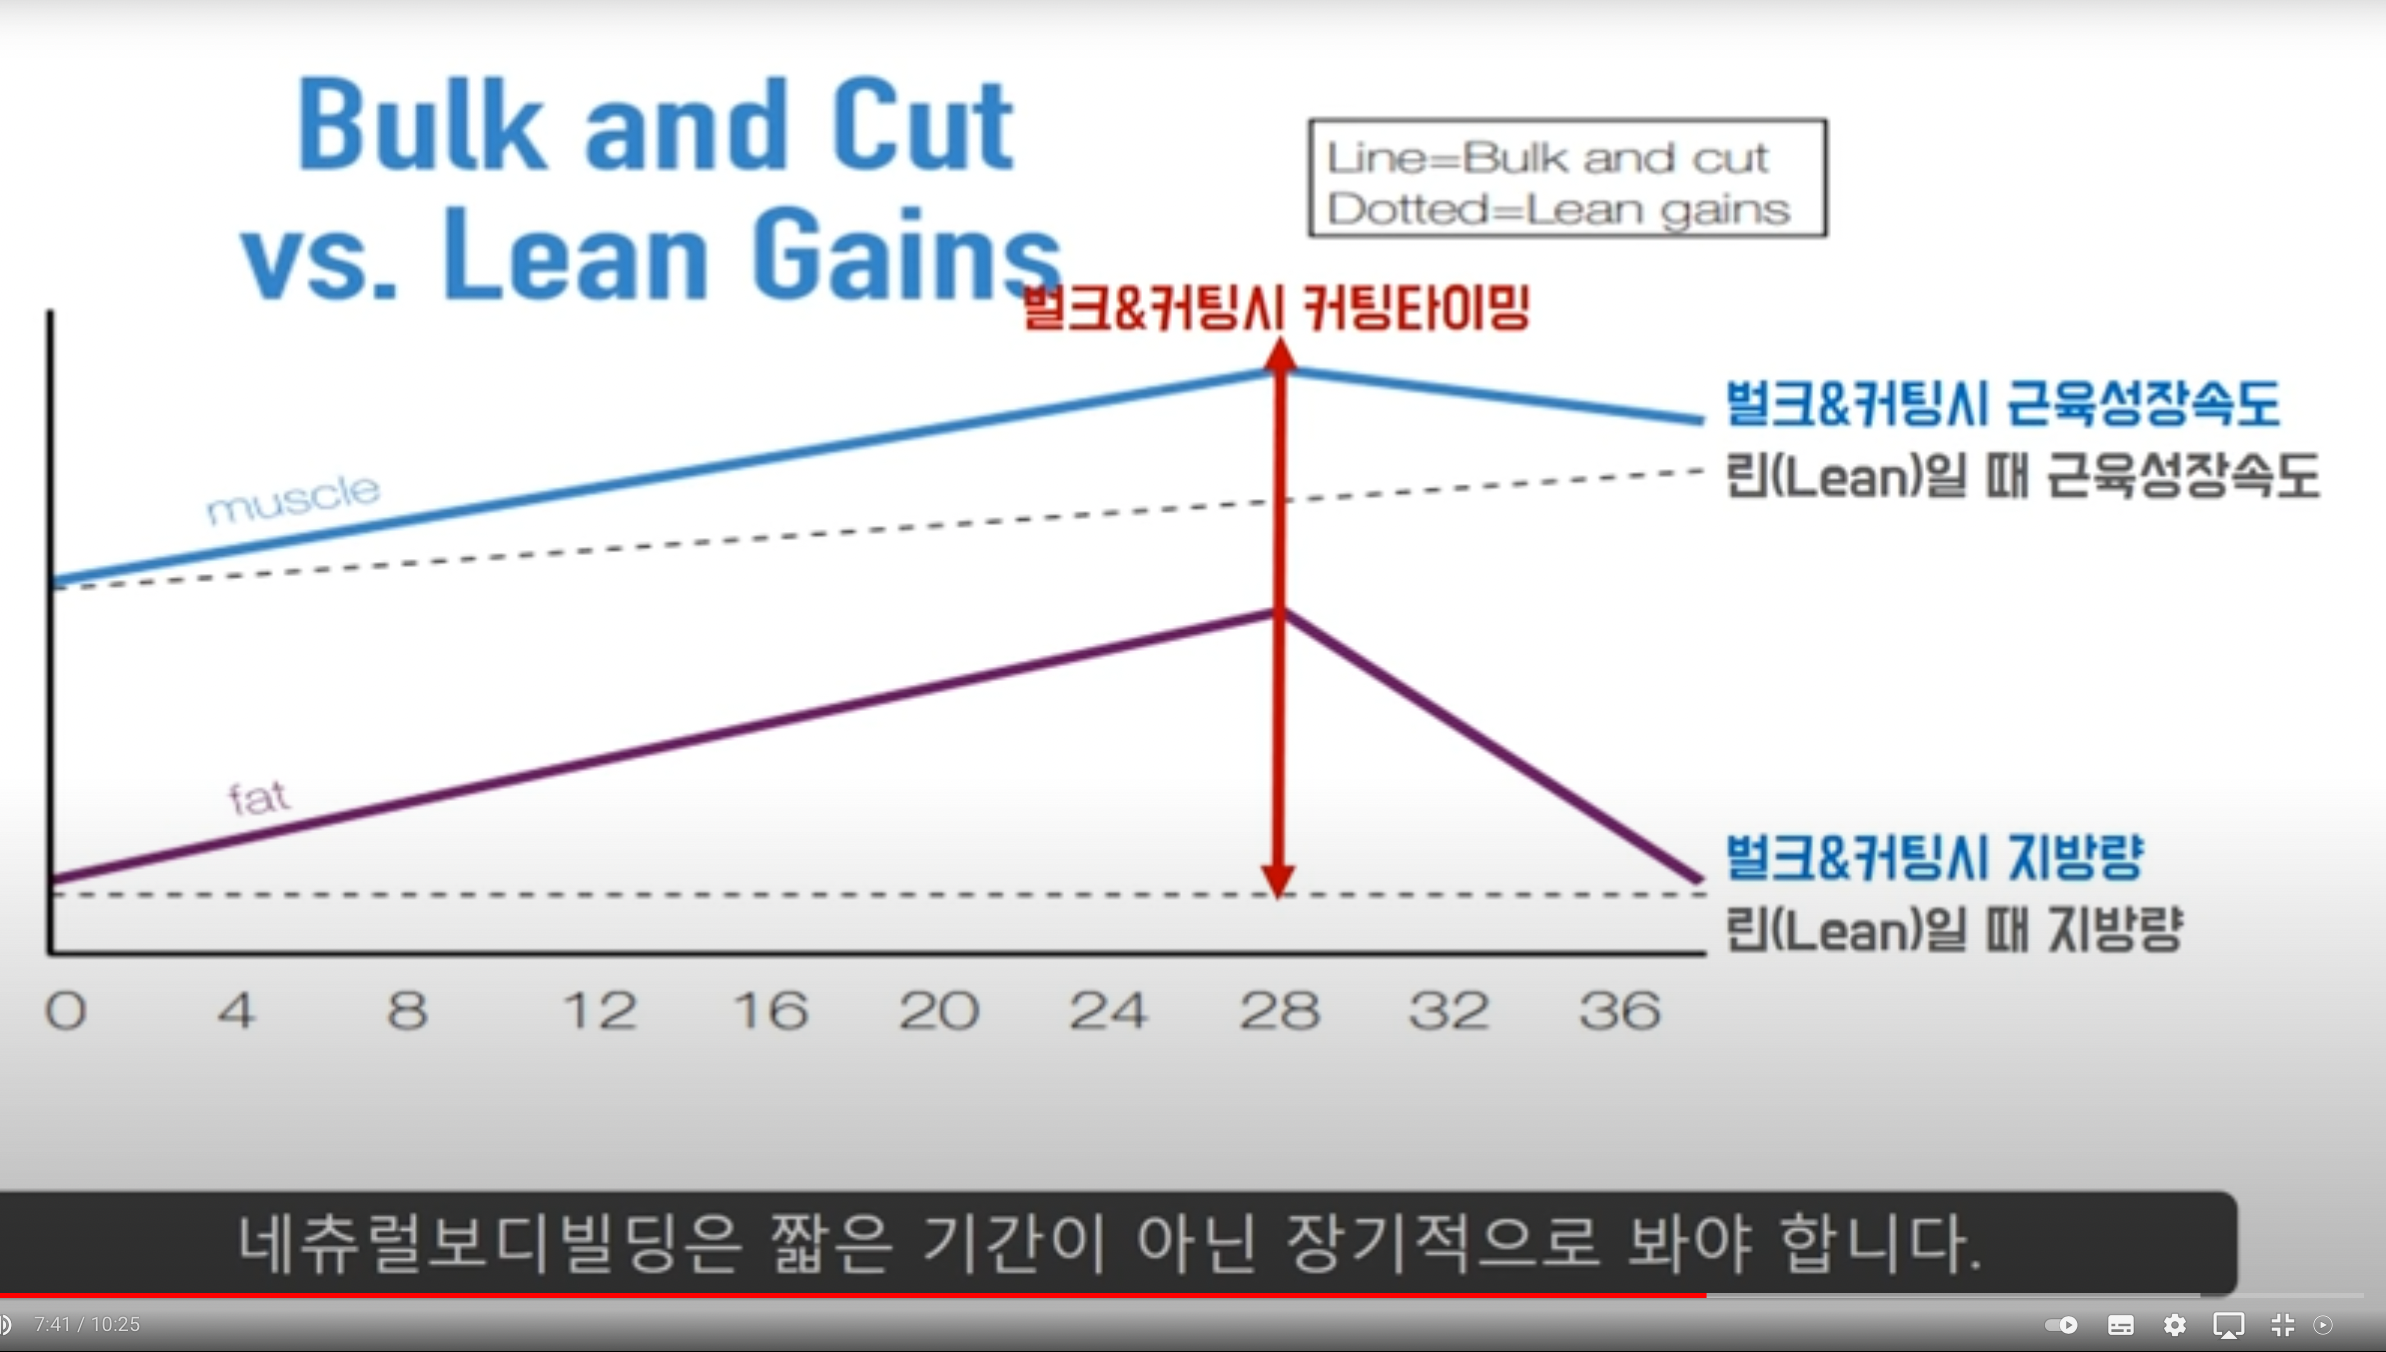 Bulk and Cut
vs. Lean Gains
Line=Bulk and cut
Dotted=Lean gains
벌크&커팅시 커팅타이밍
벌크&커팅시 근육성장속도
린(Lean)일 때 근육성장속도
muscle
fat
벌크&커팅시 지방량
린(Lean)일 때 지방량
0 4 8 12 16 20 24 28 32 36
네츄럴보디빌딩은 짧은 기간이 아닌 장기적으로 봐야 합니다.
7:41 / 10:25